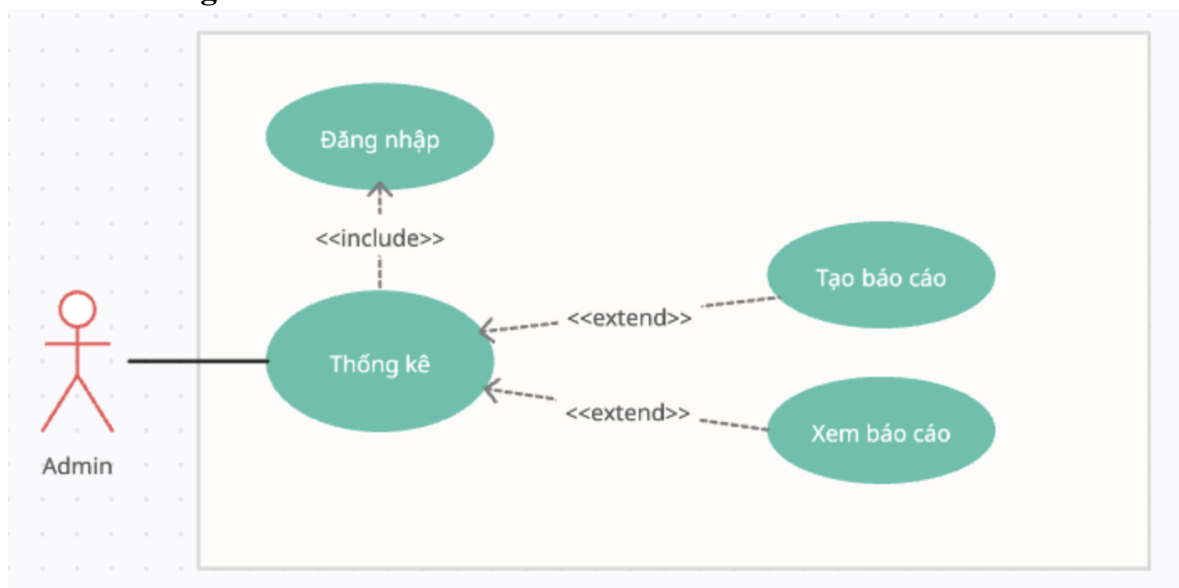 Đăng nhập
<<include>>
Tạo báo cáo
<<extend>>
Thống kê
<<extend>>
Xem báo cáo
Admin